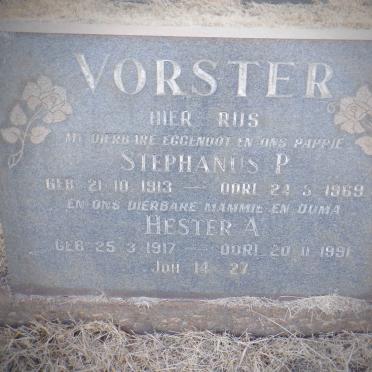 VORSTER
HIER RUS
MY DIERBARE EGGENOOT EN ONS PAPPIE
STEPHANUS P
GEB 21·10·1913 — OORL 24·5·1969
EN ONS DIERBARE MAMMIE EN OUMA
HESTER A
GEB 25·3·1917 — OORL 20·11·1991
JOH 14 27